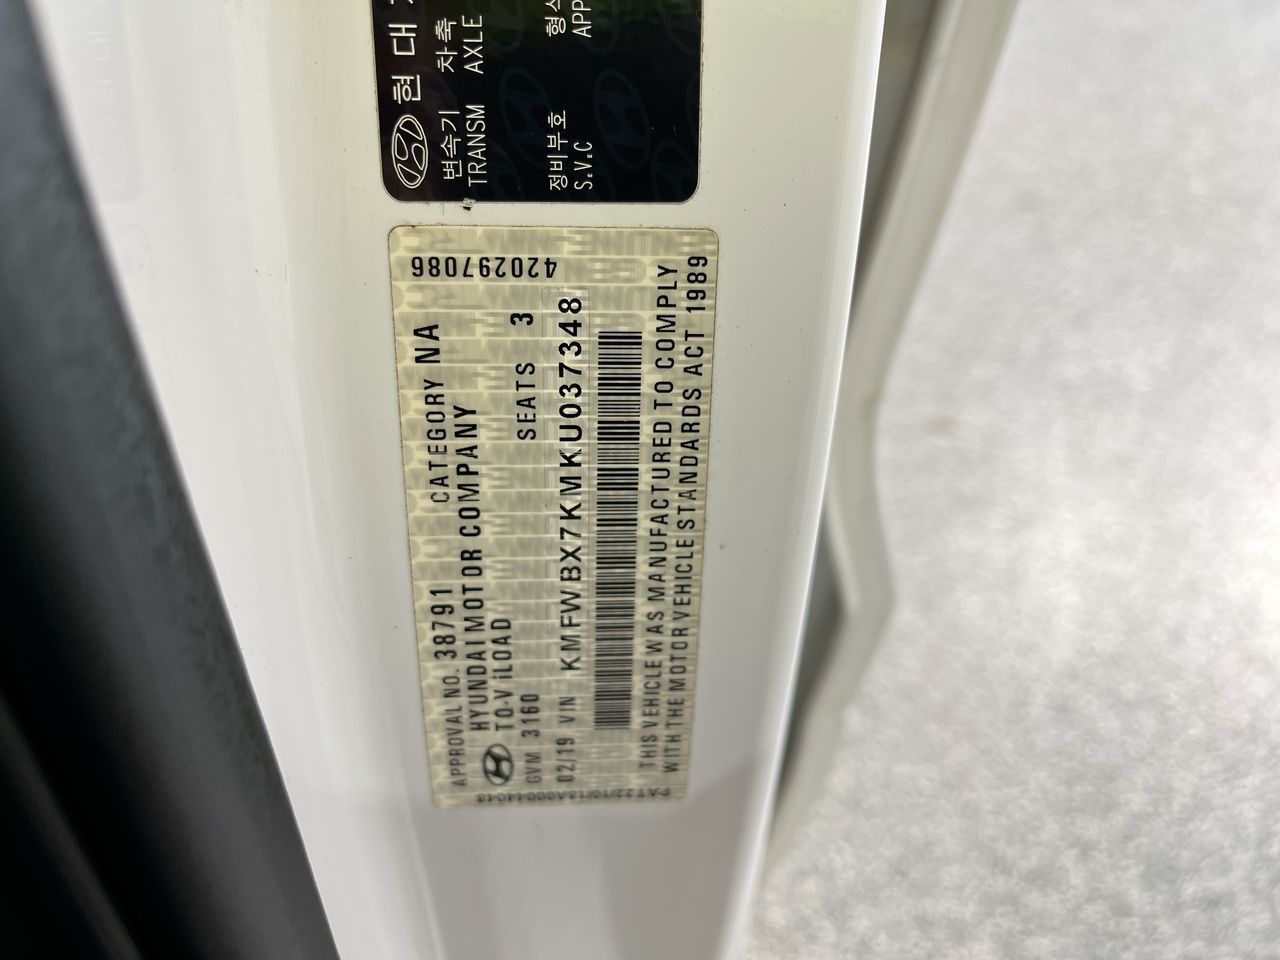 현대
변속기 차축
TRANSM AXLE
정비부호
S.V.C
APPROVAL NO. 38791 CATEGORY NA
HYUNDAI MOTOR COMPANY
TQ-V iLOAD
GVM 3160 SEATS 3
02/19 VIN KMFWBX7KMKU037348
THIS VEHICLE WAS MANUFACTURED TO COMPLY
WITH THE MOTOR VEHICLE STANDARDS ACT 1989
420297086